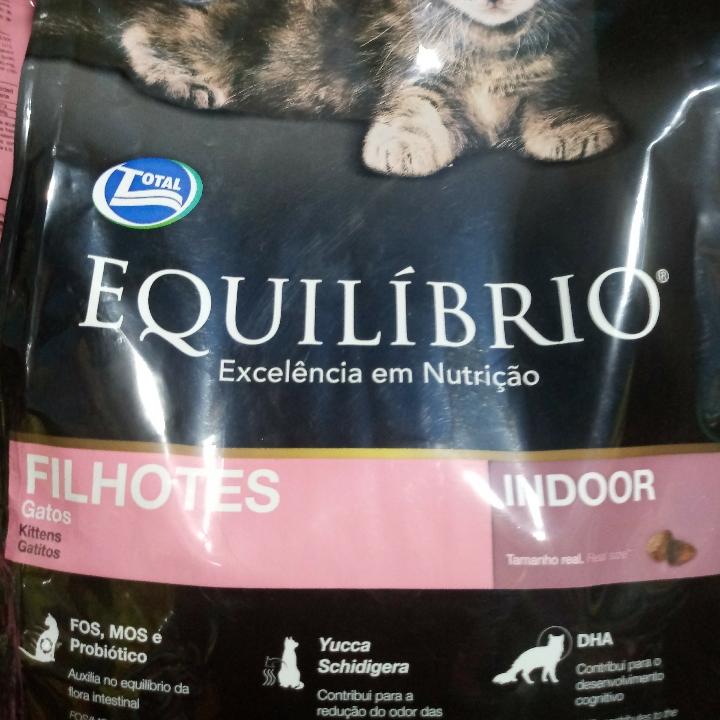 TOTAL
EQUILÍBRIO®
Excelência em Nutrição
FILHOTES
INDOOR
Gatos
Kittens
Gatitos
Tamanho real. Real size
FOS, MOS e
Probiótico
Auxilia no equilíbrio da
flora intestinal
Yucca
Schidigera
Contribui para a
redução do odor das
DHA
Contribui para o
desenvolvimento
cognitivo